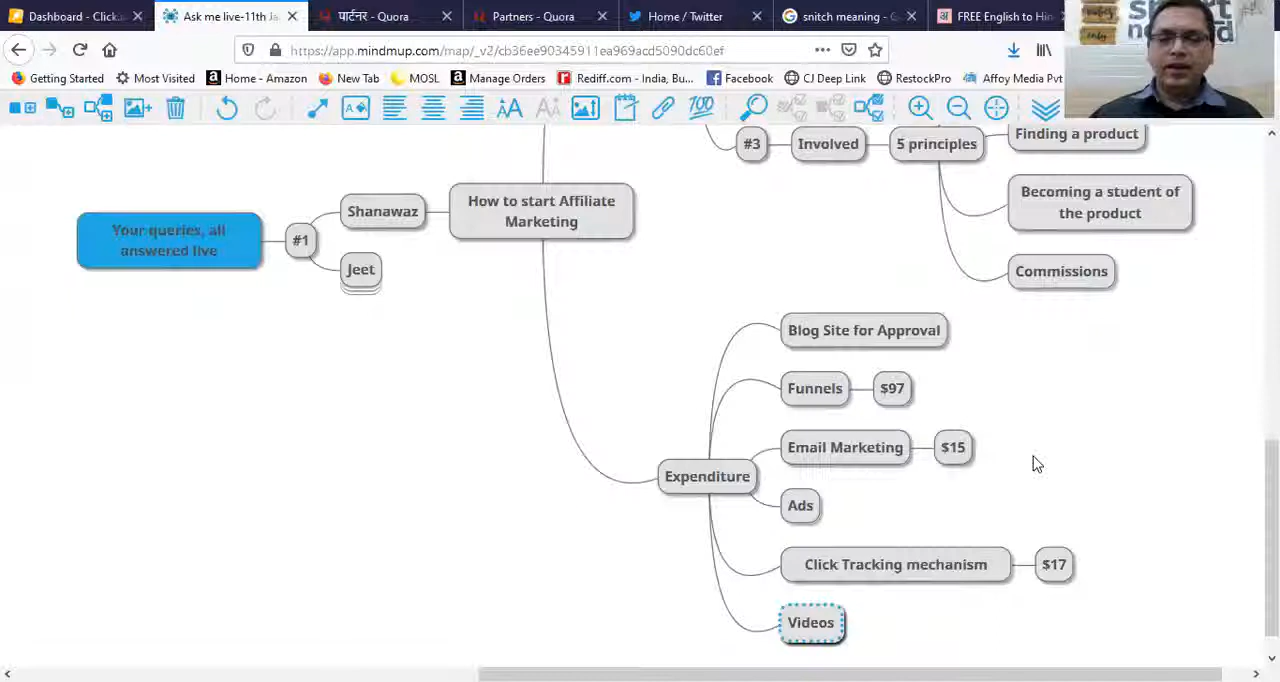 Dashboard - Click.
Ask me live-11th Ja
पार्टनर - Quora
Partners - Quora
Home / Twitter
snitch meaning - G
FREE English to Hin
https://app.mindmup.com/map/_v2/cb36ee90345911ea969acd5090dc60ef
Getting Started
Most Visited
Home - Amazon
New Tab
MOSL
Manage Orders
Rediff.com - India, Bu...
Facebook
CJ Deep Link
RestockPro
Affoy Media Pvt
100
#3
Involved
5 principles
Finding a product
Becoming a student of
the product
Commissions
How to start Affiliate
Marketing
Shanawaz
#1
Jeet
Your queries, all
answered live
Blog Site for Approval
Funnels
$97
Email Marketing
$15
Expenditure
Ads
Click Tracking mechanism
$17
Videos